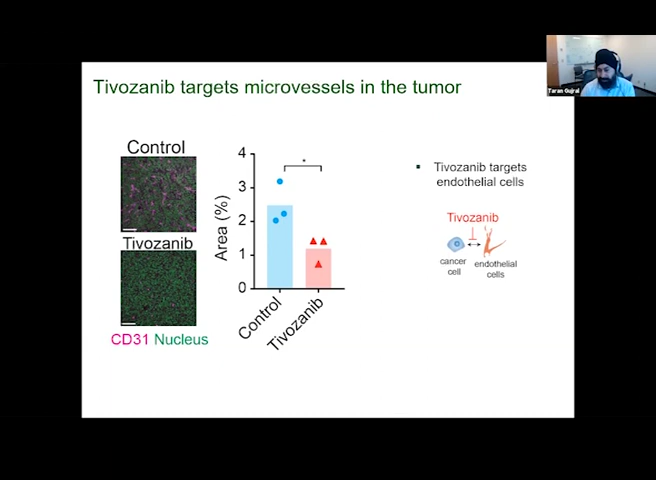 Tivozanib targets microvessels in the tumor
Taran Gujral
Control
Tivozanib
CD31 Nucleus
Area (%)
4
3
2
1
0
*
Control
Tivozanib
Tivozanib targets
endothelial cells
Tivozanib
cancer
cell
endothelial
cells